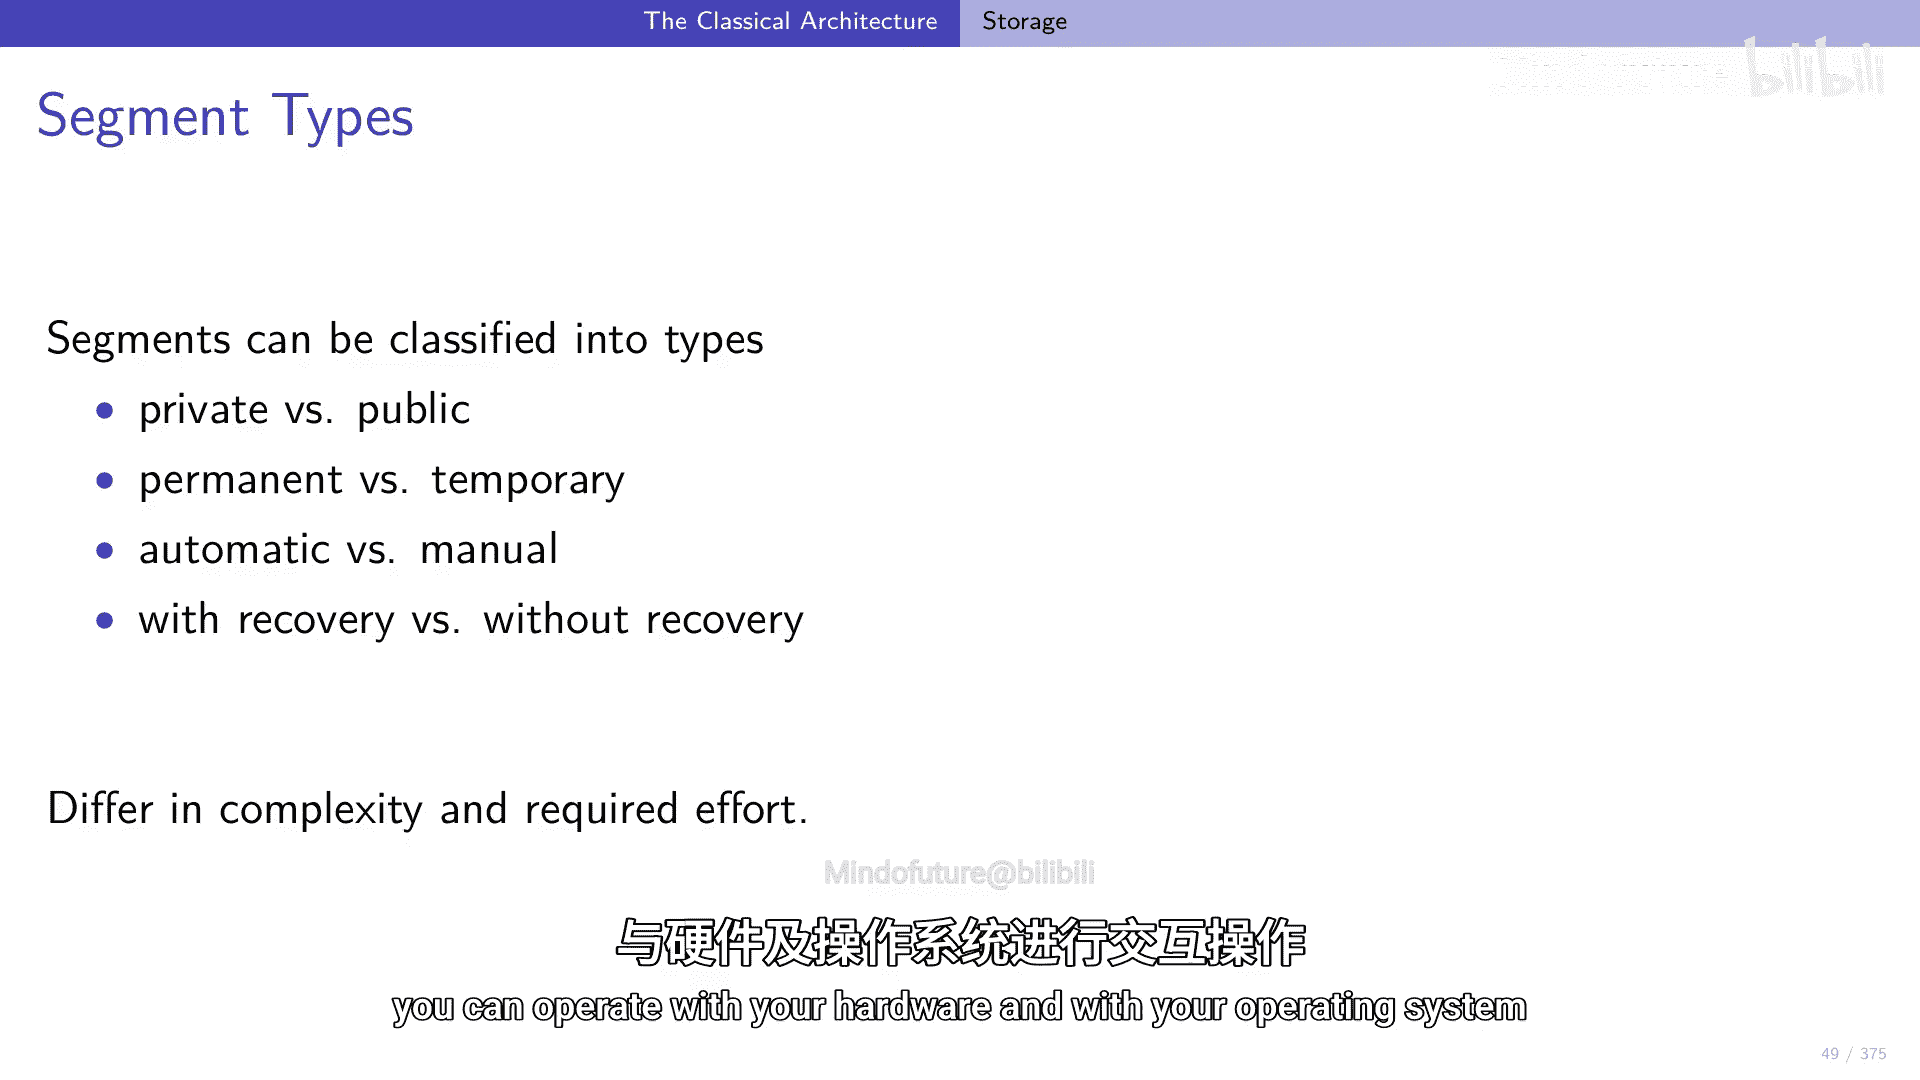 The Classical Architecture Storage
bilibili
Segment Types
Segments can be classified into types
• private vs. public
• permanent vs. temporary
• automatic vs. manual
• with recovery vs. without recovery
Differ in complexity and required effort.
Mindofuture@bilibili
与硬件及操作系统进行交互操作
you can operate with your hardware and with your operating system
49 / 375